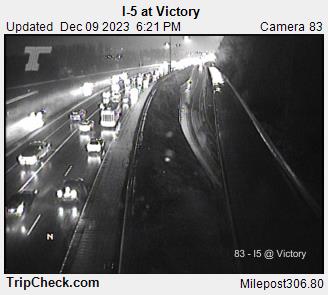 I-5 at Victory
Updated Dec 09 2023 6:21 PM Camera 83
T
N
83 - I5 @ Victory
TripCheck.com Milepost306.80